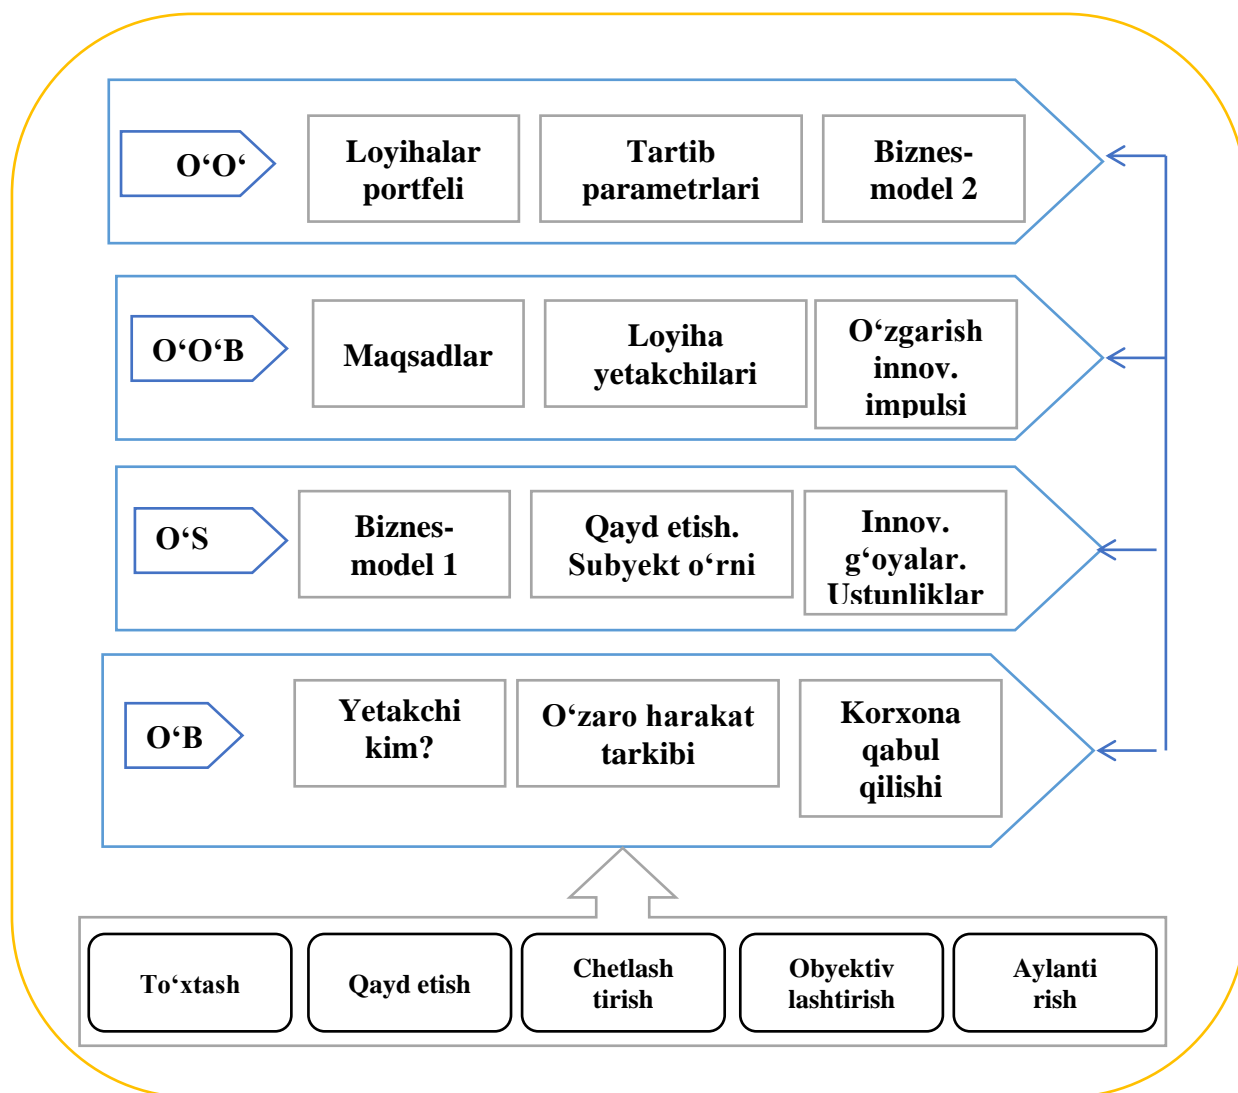 O‘O‘
Loyihalar
portfeli
Tartib
parametrlari
Biznes-
model 2
O‘O‘B
Maqsadlar
Loyiha
yetakchilari
O‘zgarish
innov.
impulsi
O‘S
Biznes-
model 1
Qayd etish.
Subyekt o‘rni
Innov.
g‘oyalar.
Ustunliklar
O‘B
Yetakchi
kim?
O‘zaro harakat
tarkibi
Korxona
qabul
qilishi
To‘xtash
Qayd etish
Chetlash
tirish
Obyektiv
lashtirish
Aylanti
rish